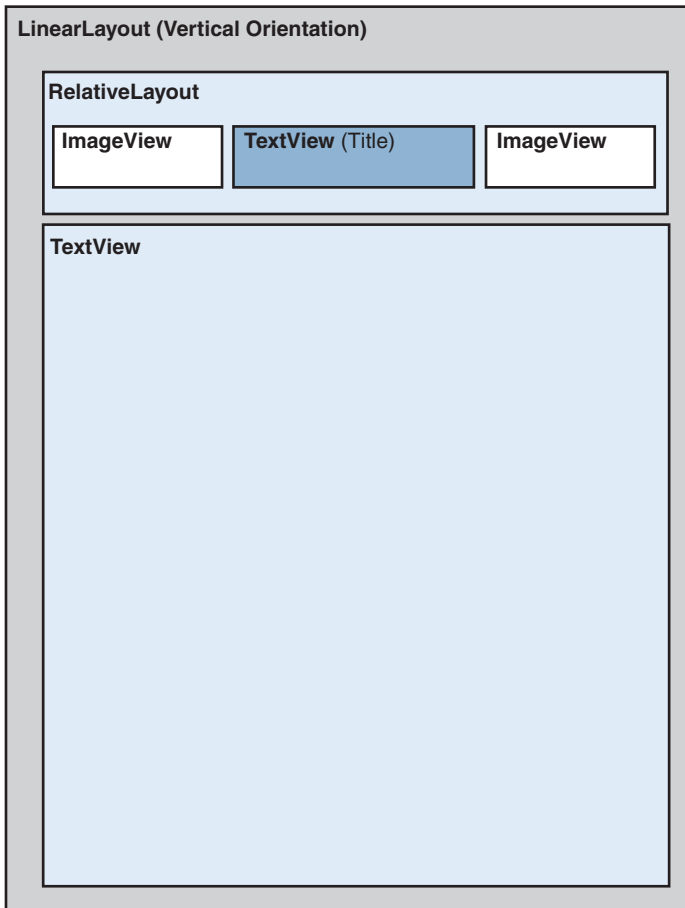 LinearLayout (Vertical Orientation)
RelativeLayout
ImageView
TextView (Title)
ImageView
TextView